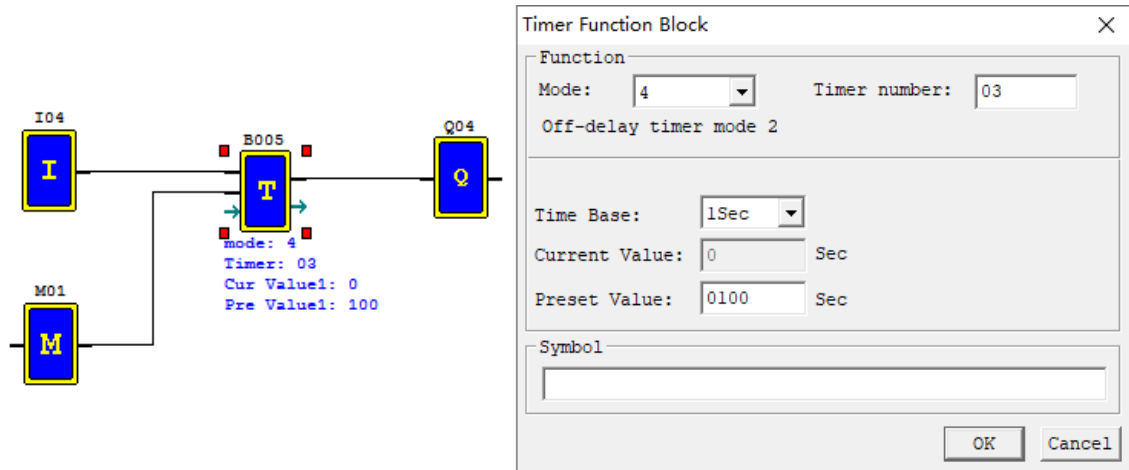 I04
I
B005
T
Q04
Q
mode: 4
Timer: 03
Cur Value1: 0
Pre Value1: 100
M01
M
Timer Function Block
Function
Mode: 4 Timer number: 03
Off-delay timer mode 2
Time Base: 1Sec
Current Value: 0 Sec
Preset Value: 0100 Sec
Symbol
OK Cancel